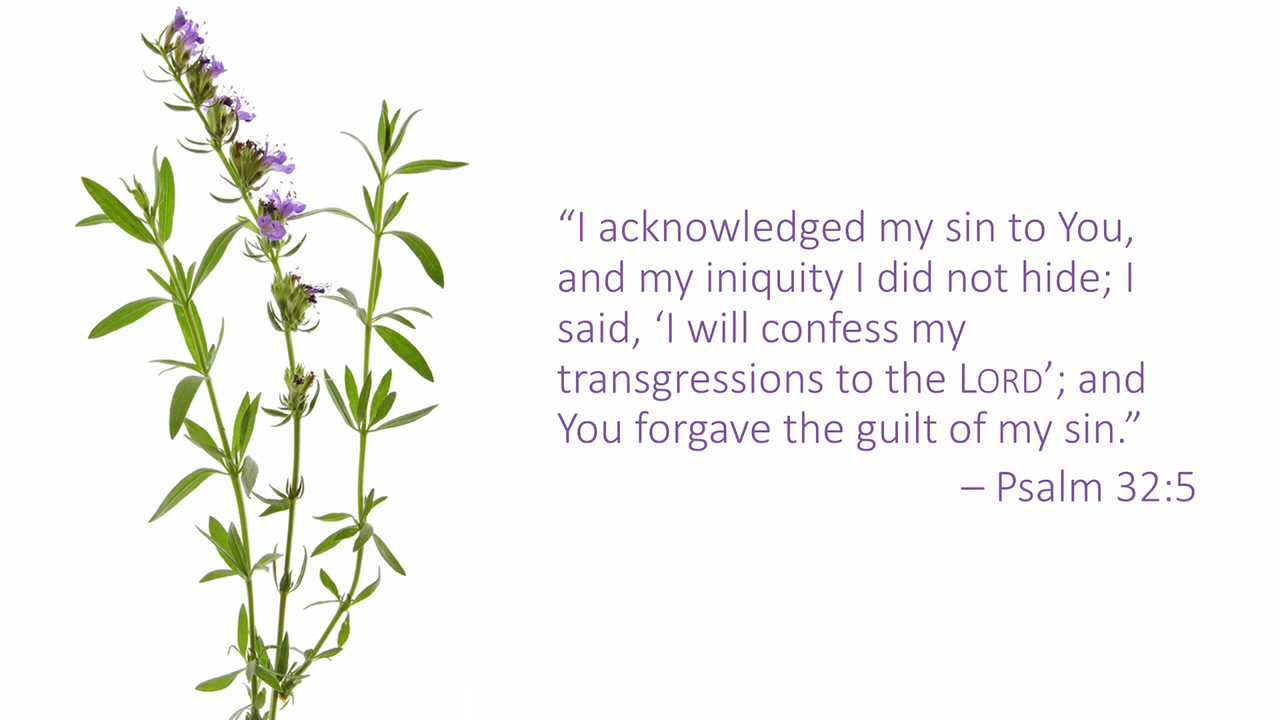 “I acknowledged my sin to You,
and my iniquity I did not hide; I
said, ‘I will confess my
transgressions to the LORD’; and
You forgave the guilt of my sin.”
– Psalm 32:5